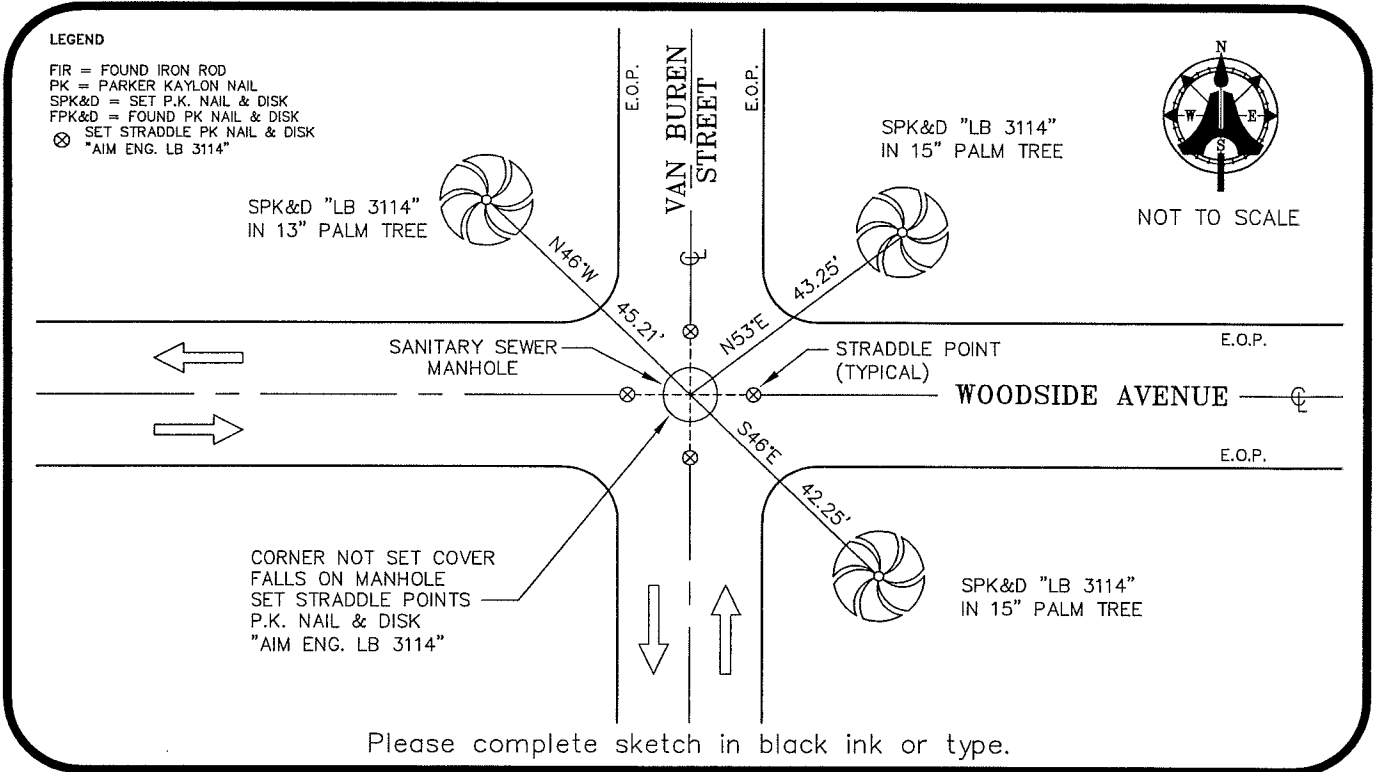 LEGEND
FIR = FOUND IRON ROD
PK = PARKER KAYLON NAIL
SPK&D = SET P.K. NAIL & DISK
FPK&D = FOUND PK NAIL & DISK
SET STRADDLE PK NAIL & DISK
"AIM ENG. LB 3114"
SPK&D "LB 3114"
IN 13" PALM TREE
E.O.P.
VAN BUREN
STREET
E.O.P.
SPK&D "LB 3114"
IN 15" PALM TREE
N
W
E
S
NOT TO SCALE
N46°W
45.21'
N53°E
43.25'
SANITARY SEWER
MANHOLE
STRADDLE POINT
(TYPICAL)
E.O.P.
WOODSIDE AVENUE
E.O.P.
S46°E
42.25'
CORNER NOT SET COVER
FALLS ON MANHOLE
SET STRADDLE POINTS
P.K. NAIL & DISK
"AIM ENG. LB 3114"
SPK&D "LB 3114"
IN 15" PALM TREE
Please complete sketch in black ink or type.